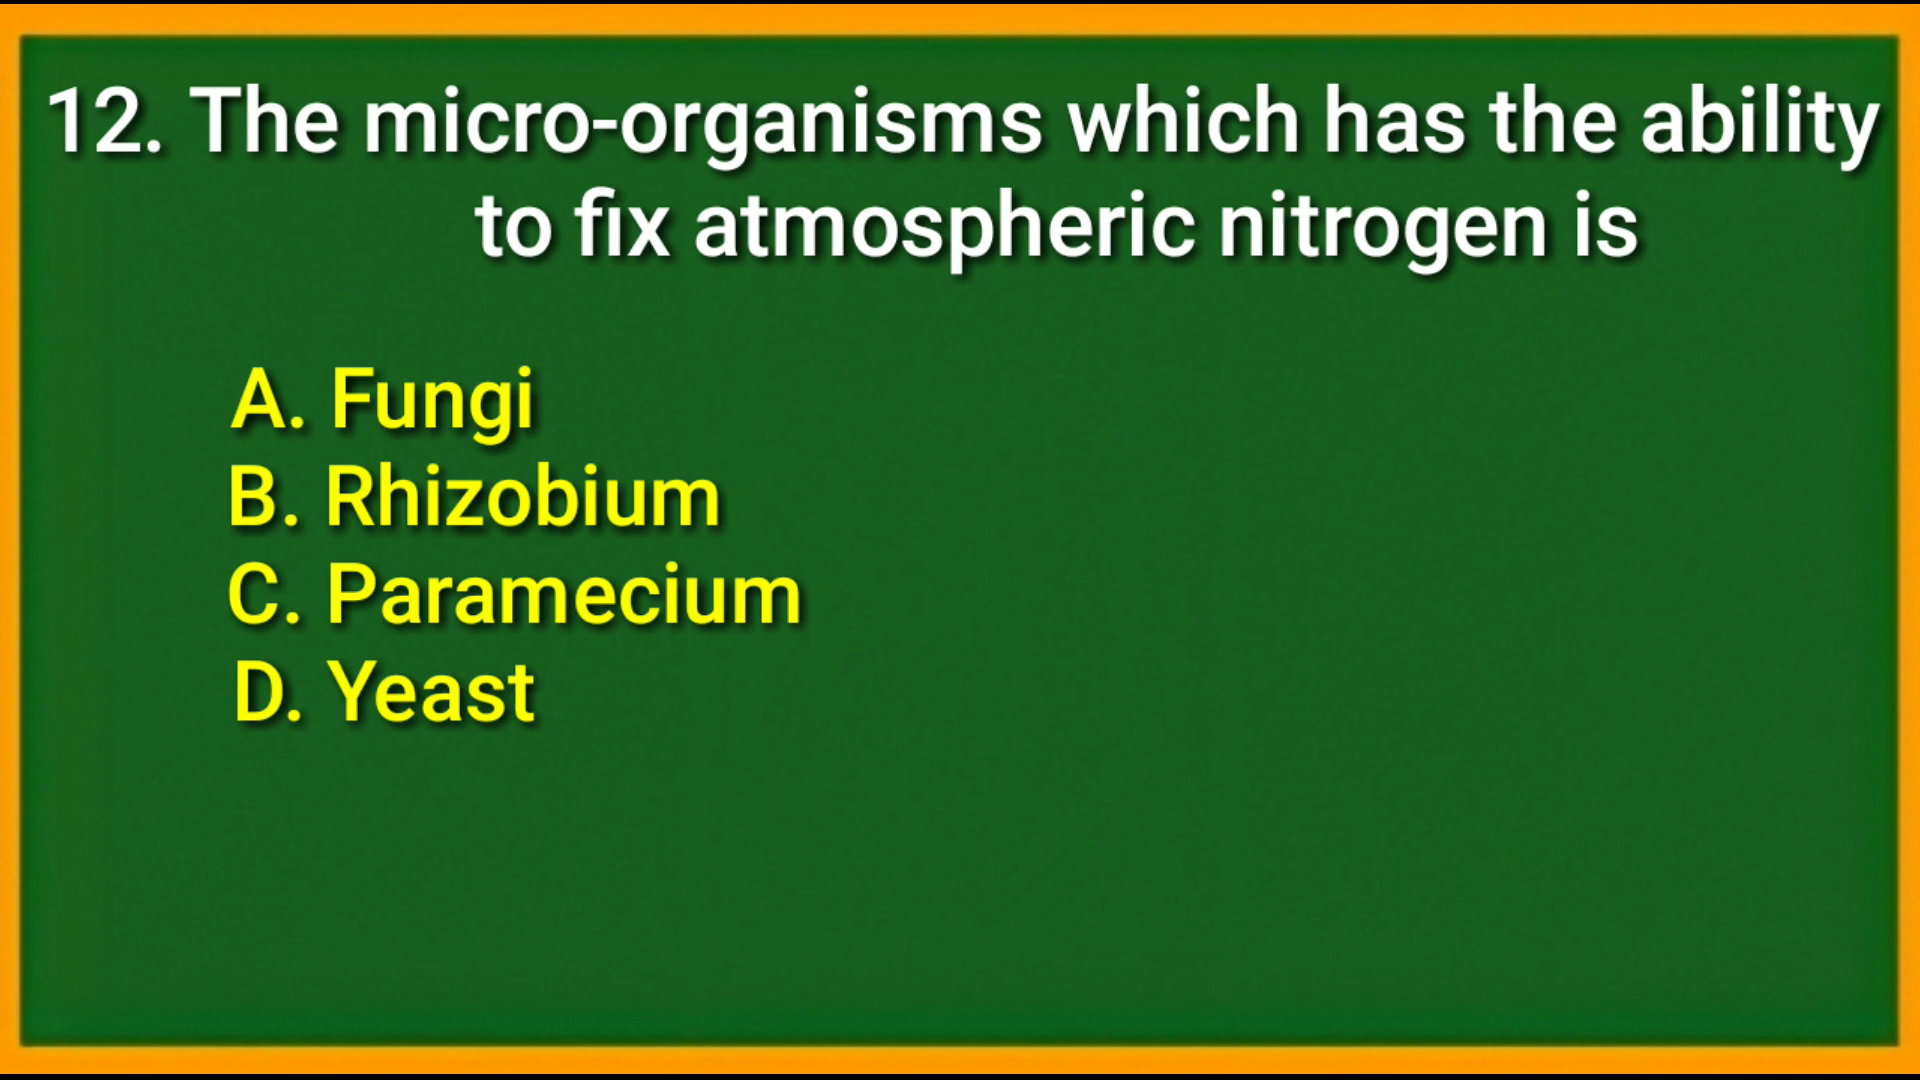 12. The micro-organisms which has the ability
to fix atmospheric nitrogen is
A. Fungi
B. Rhizobium
C. Paramecium
D. Yeast